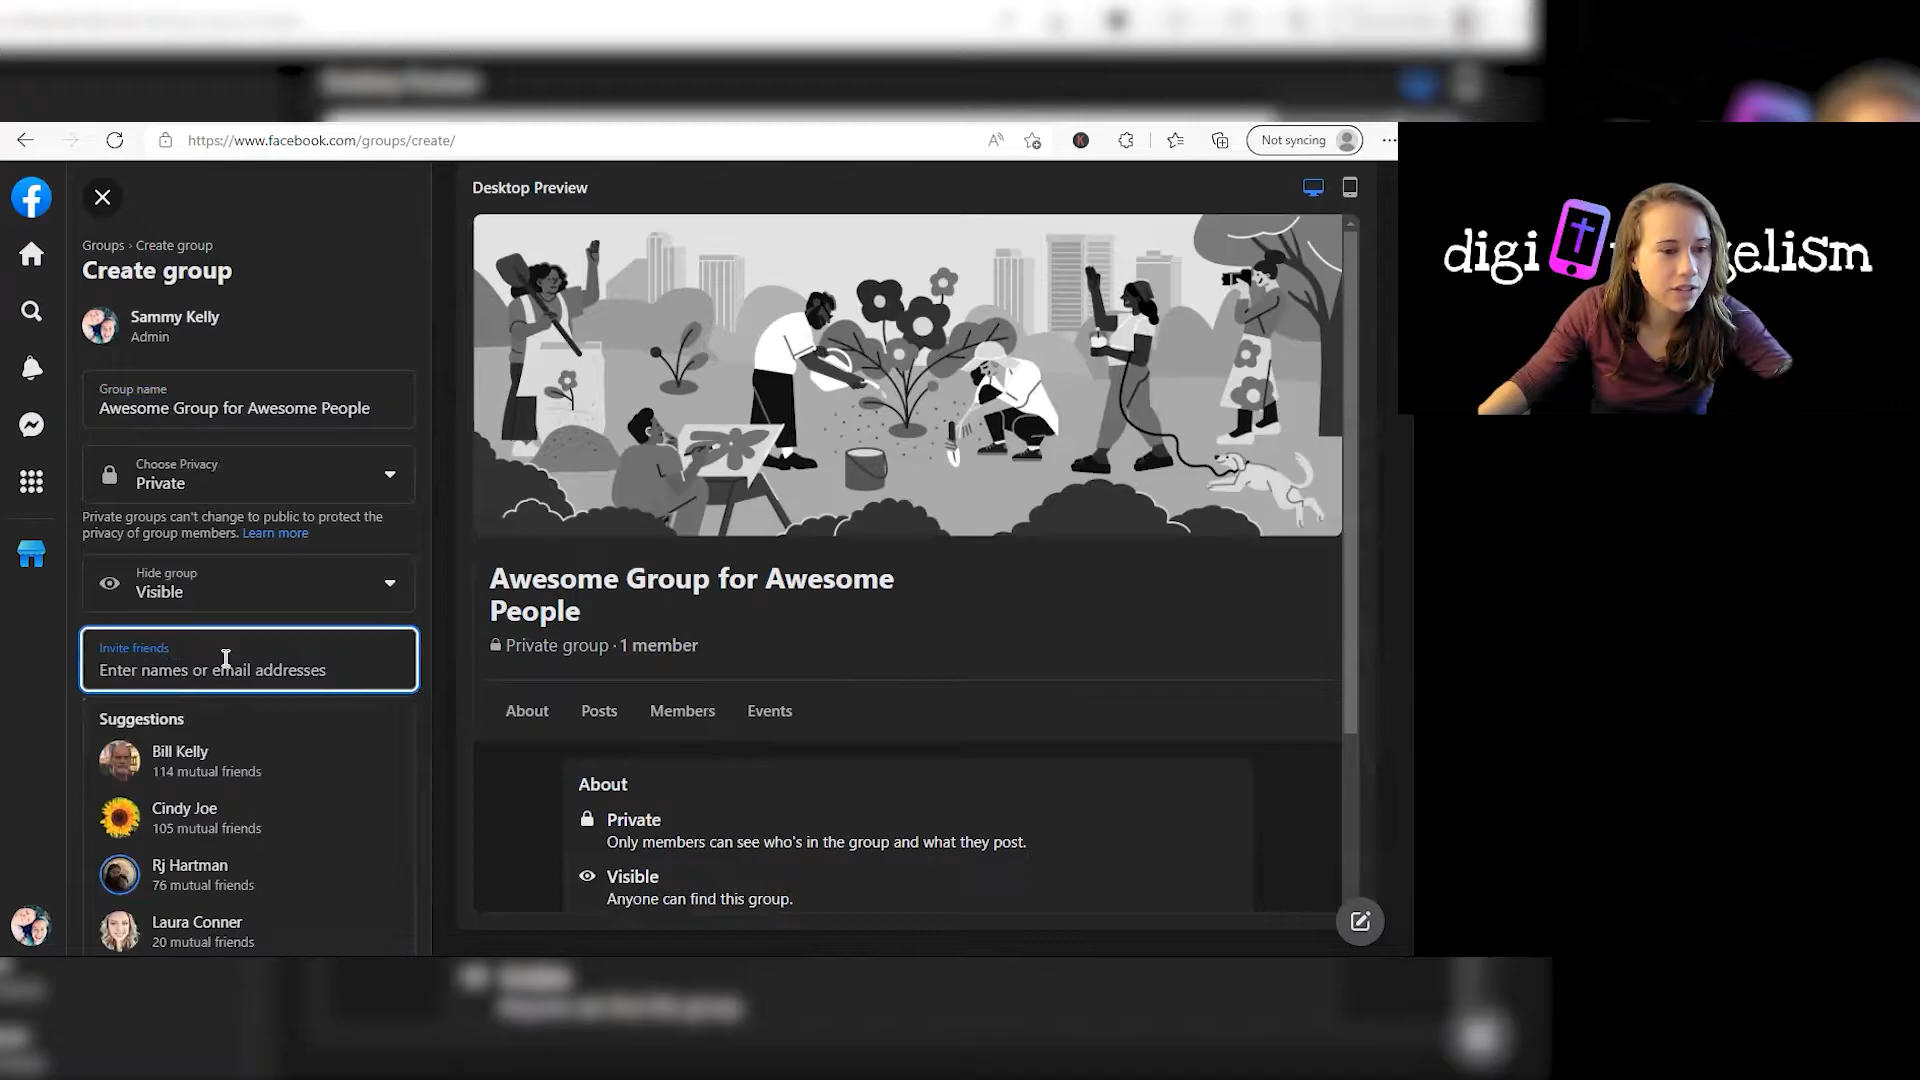 https://www.facebook.com/groups/create/
Not syncing
Groups › Create group
Create group
Sammy Kelly
Admin
Group name
Awesome Group for Awesome People
Choose Privacy
Private
Private groups can't change to public to protect the
privacy of group members. Learn more
Hide group
Visible
Invite friends
Enter names or email addresses
Suggestions
Bill Kelly
114 mutual friends
Cindy Joe
105 mutual friends
Rj Hartman
76 mutual friends
Laura Conner
20 mutual friends
Desktop Preview
Awesome Group for Awesome
People
Private group · 1 member
About
Posts
Members
Events
About
Private
Only members can see who's in the group and what they post.
Visible
Anyone can find this group.
digi
gelism